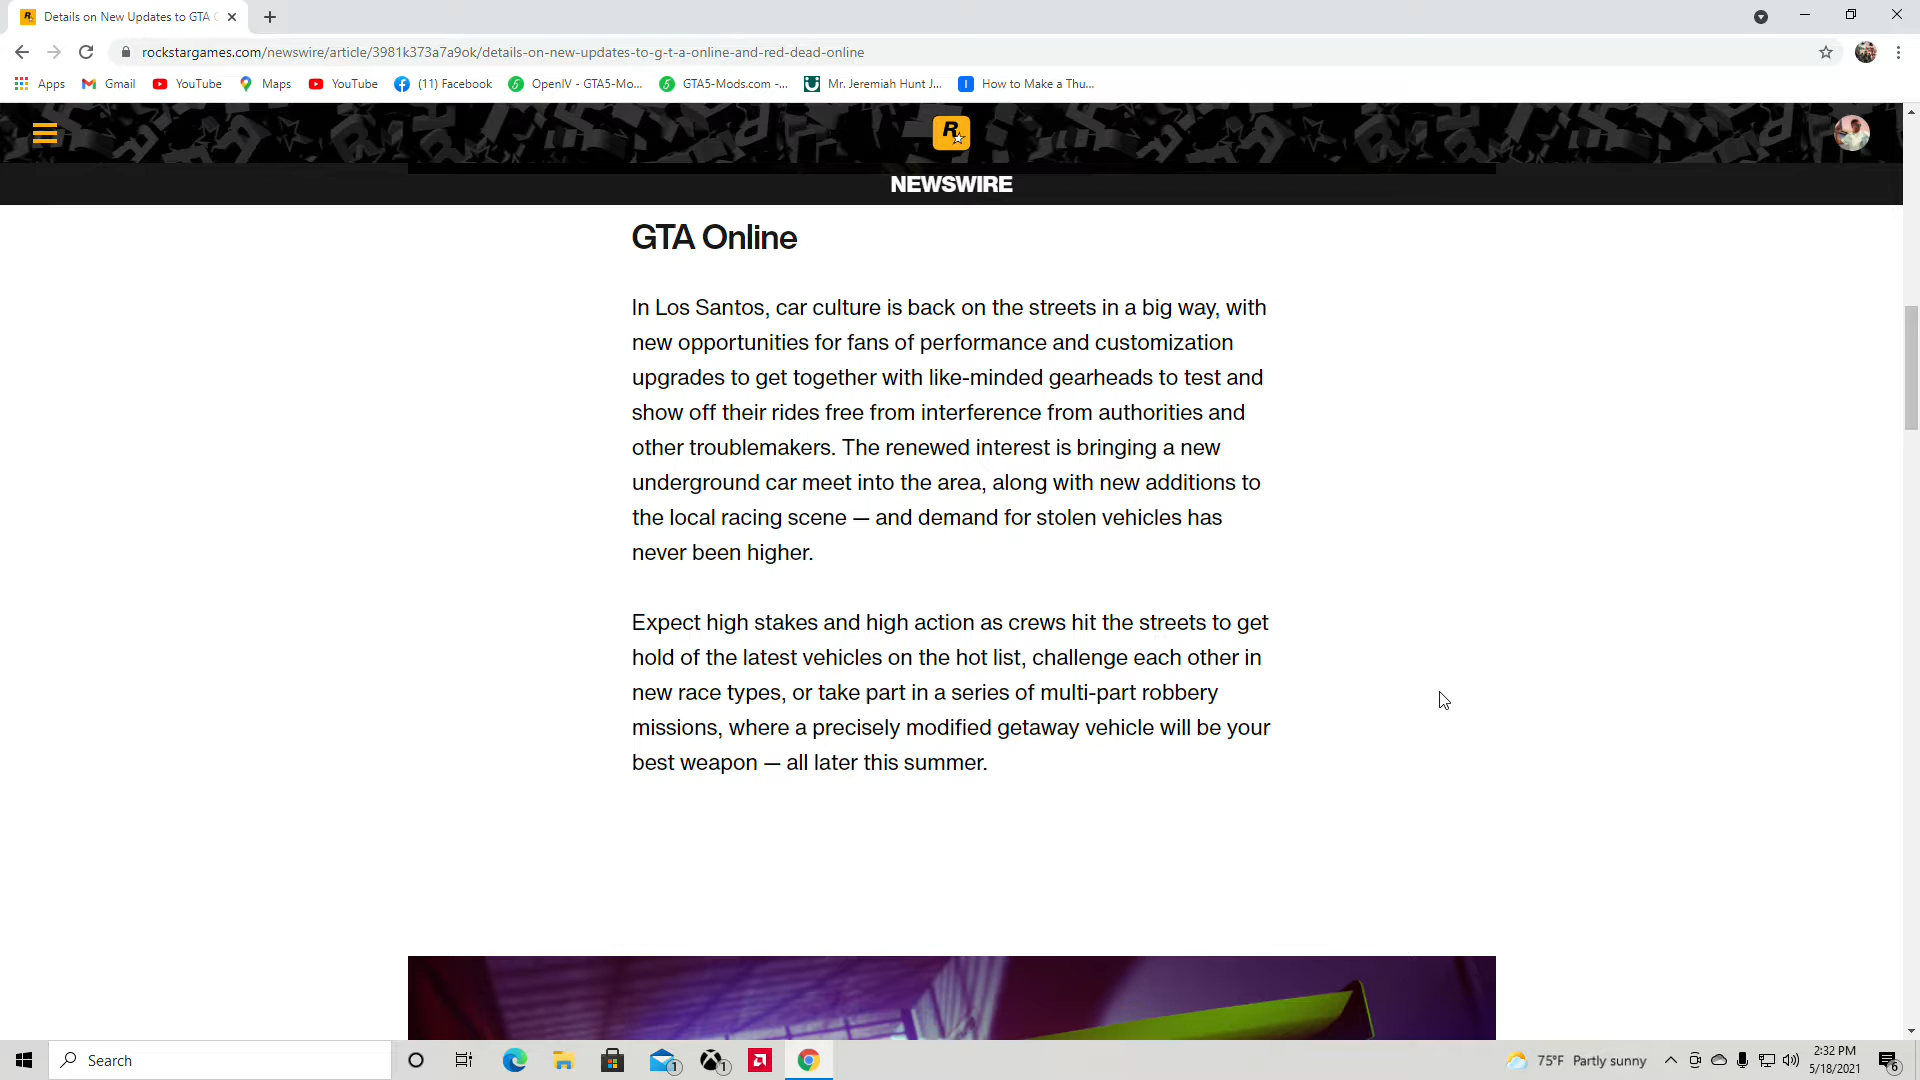 Details on New Updates to GTA
rockstargames.com/newswire/article/3981k373a7a9ok/details-on-new-updates-to-g-t-a-online-and-red-dead-online
Apps Gmail YouTube Maps YouTube (11) Facebook OpenIV - GTA5-Mo... GTA5-Mods.com -... Mr. Jeremiah Hunt J... How to Make a Thu...
R
NEWSWIRE
GTA Online
In Los Santos, car culture is back on the streets in a big way, with
new opportunities for fans of performance and customization
upgrades to get together with like-minded gearheads to test and
show off their rides free from interference from authorities and
other troublemakers. The renewed interest is bringing a new
underground car meet into the area, along with new additions to
the local racing scene — and demand for stolen vehicles has
never been higher.
Expect high stakes and high action as crews hit the streets to get
hold of the latest vehicles on the hot list, challenge each other in
new race types, or take part in a series of multi-part robbery
missions, where a precisely modified getaway vehicle will be your
best weapon — all later this summer.
Search 1 1 75°F Partly sunny 2:32 PM 6
5/18/2021